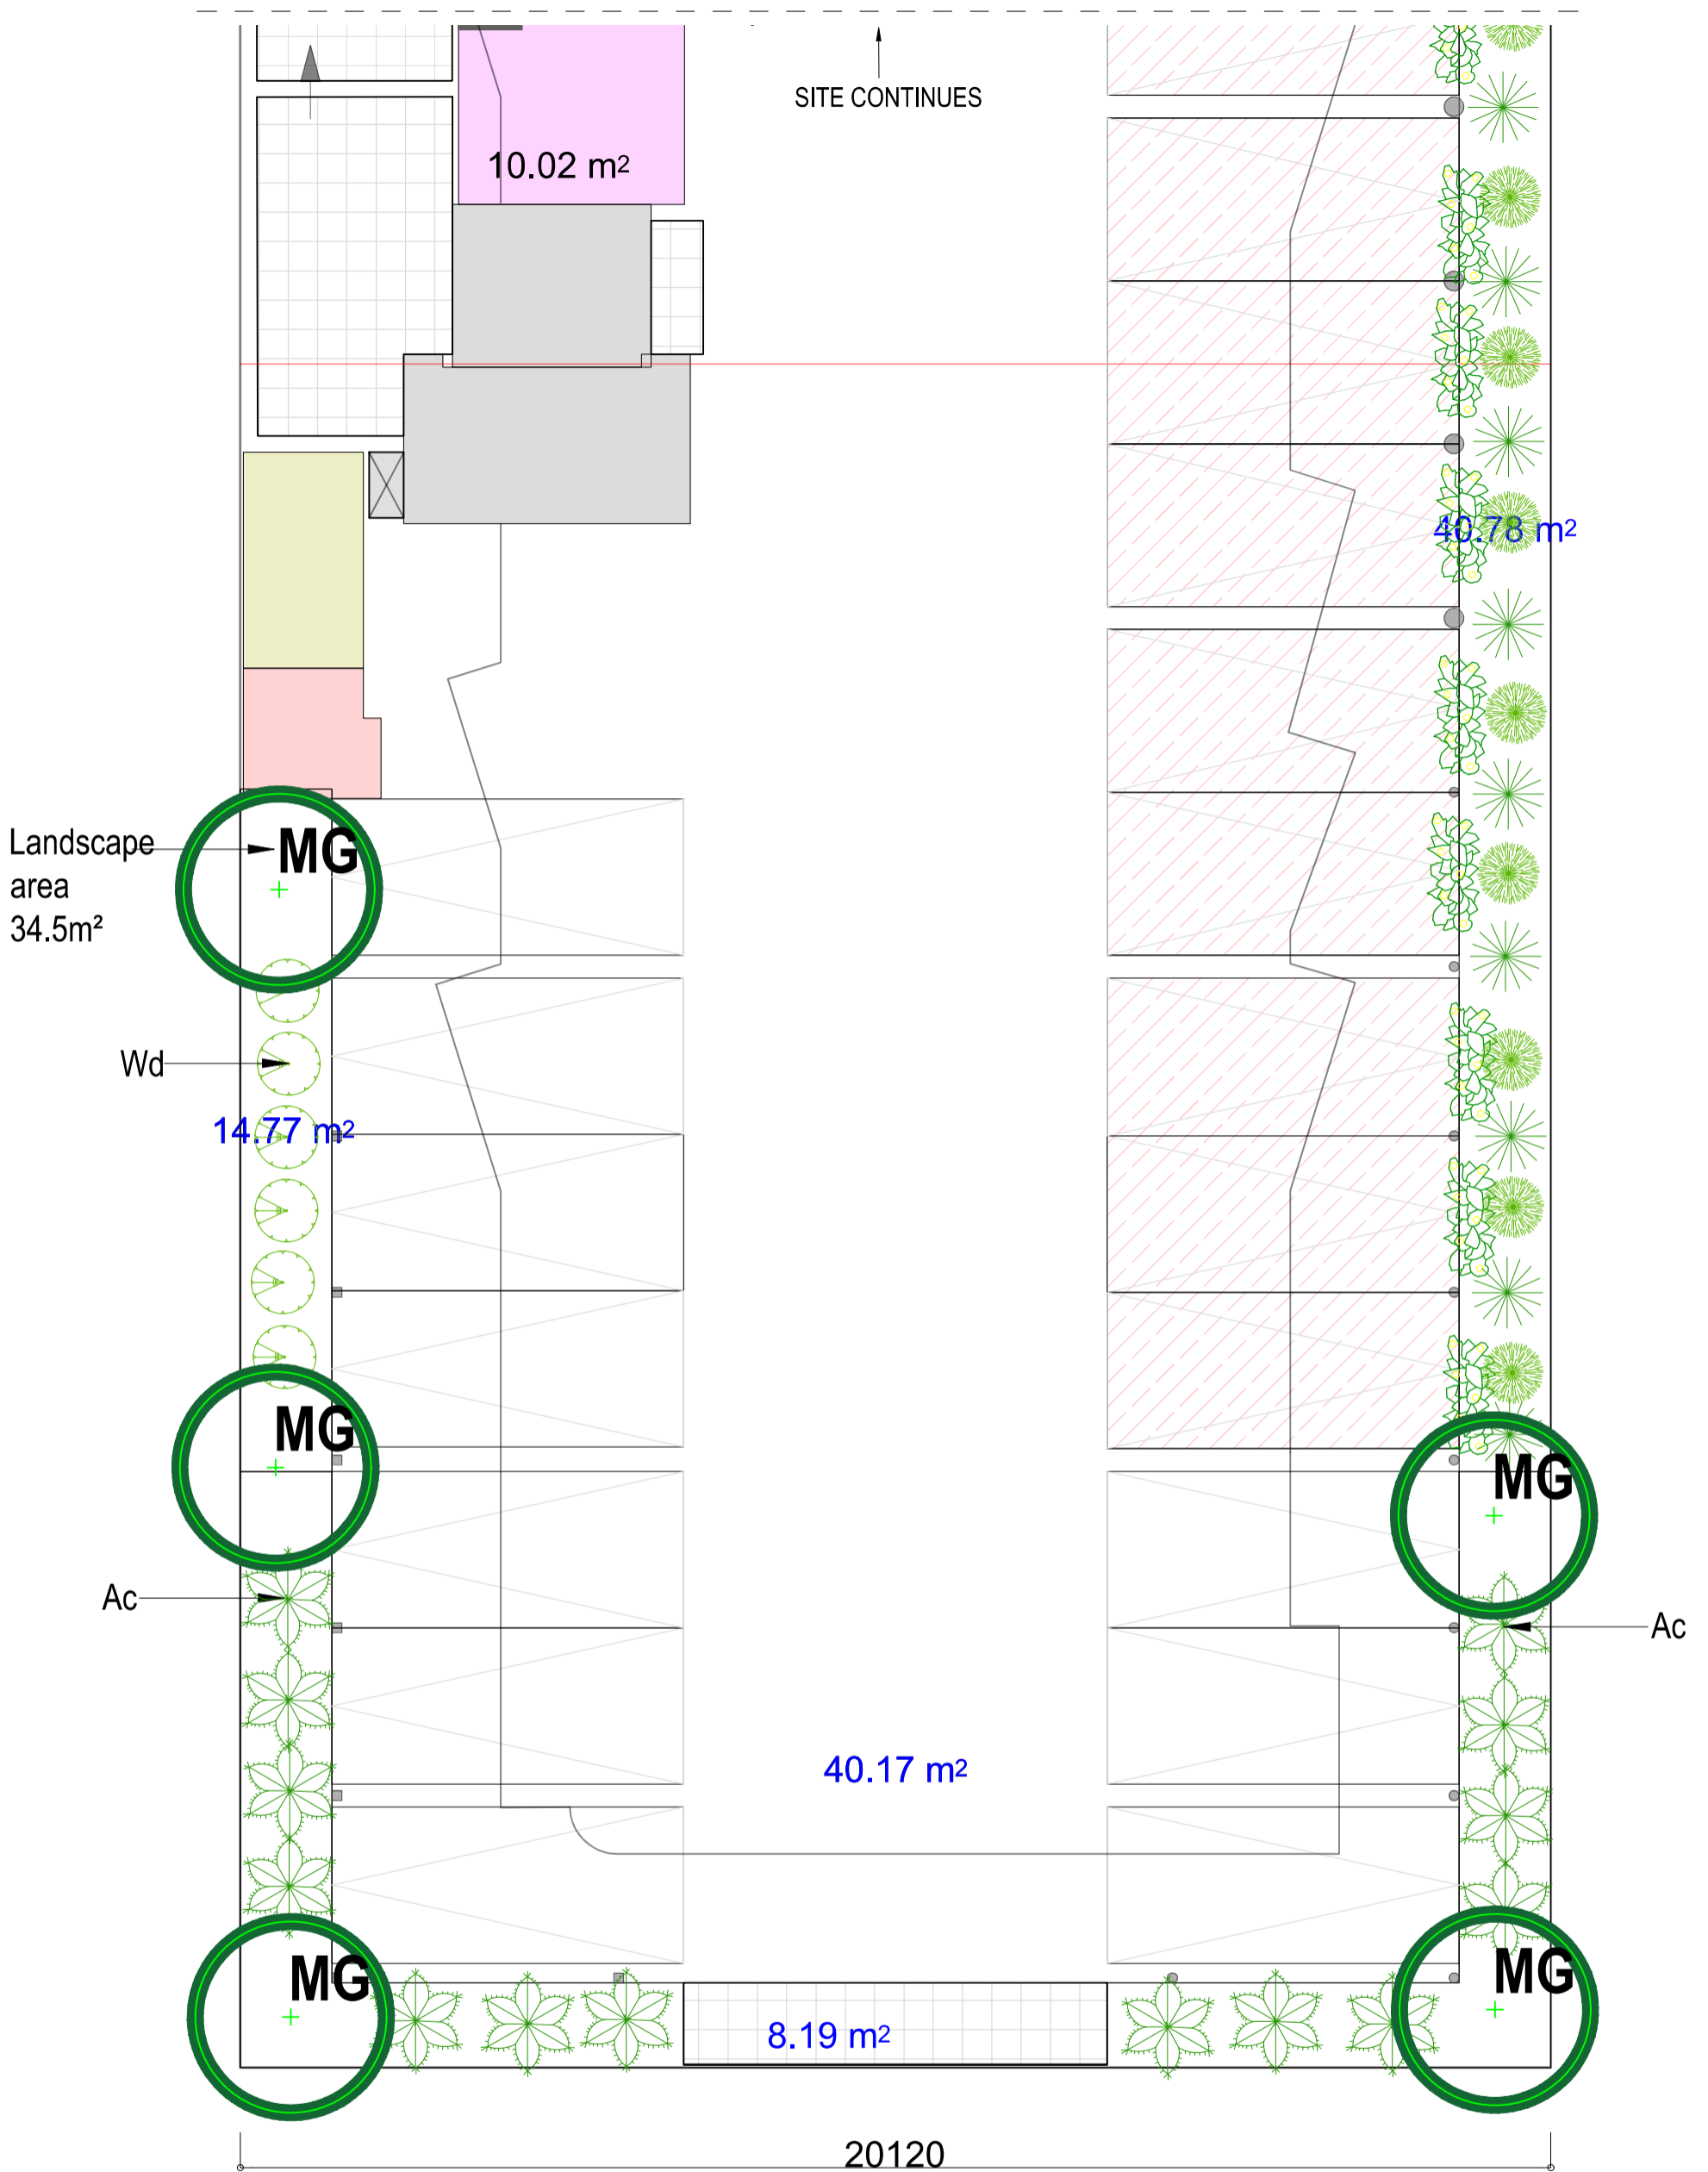 SITE CONTINUES
10.02 m²
40.78 m²
Landscape
area
34.5m²
MG
Wd
14.77 m²
MG
MG
Ac
Ac
40.17 m²
MG
MG
8.19 m²
20120